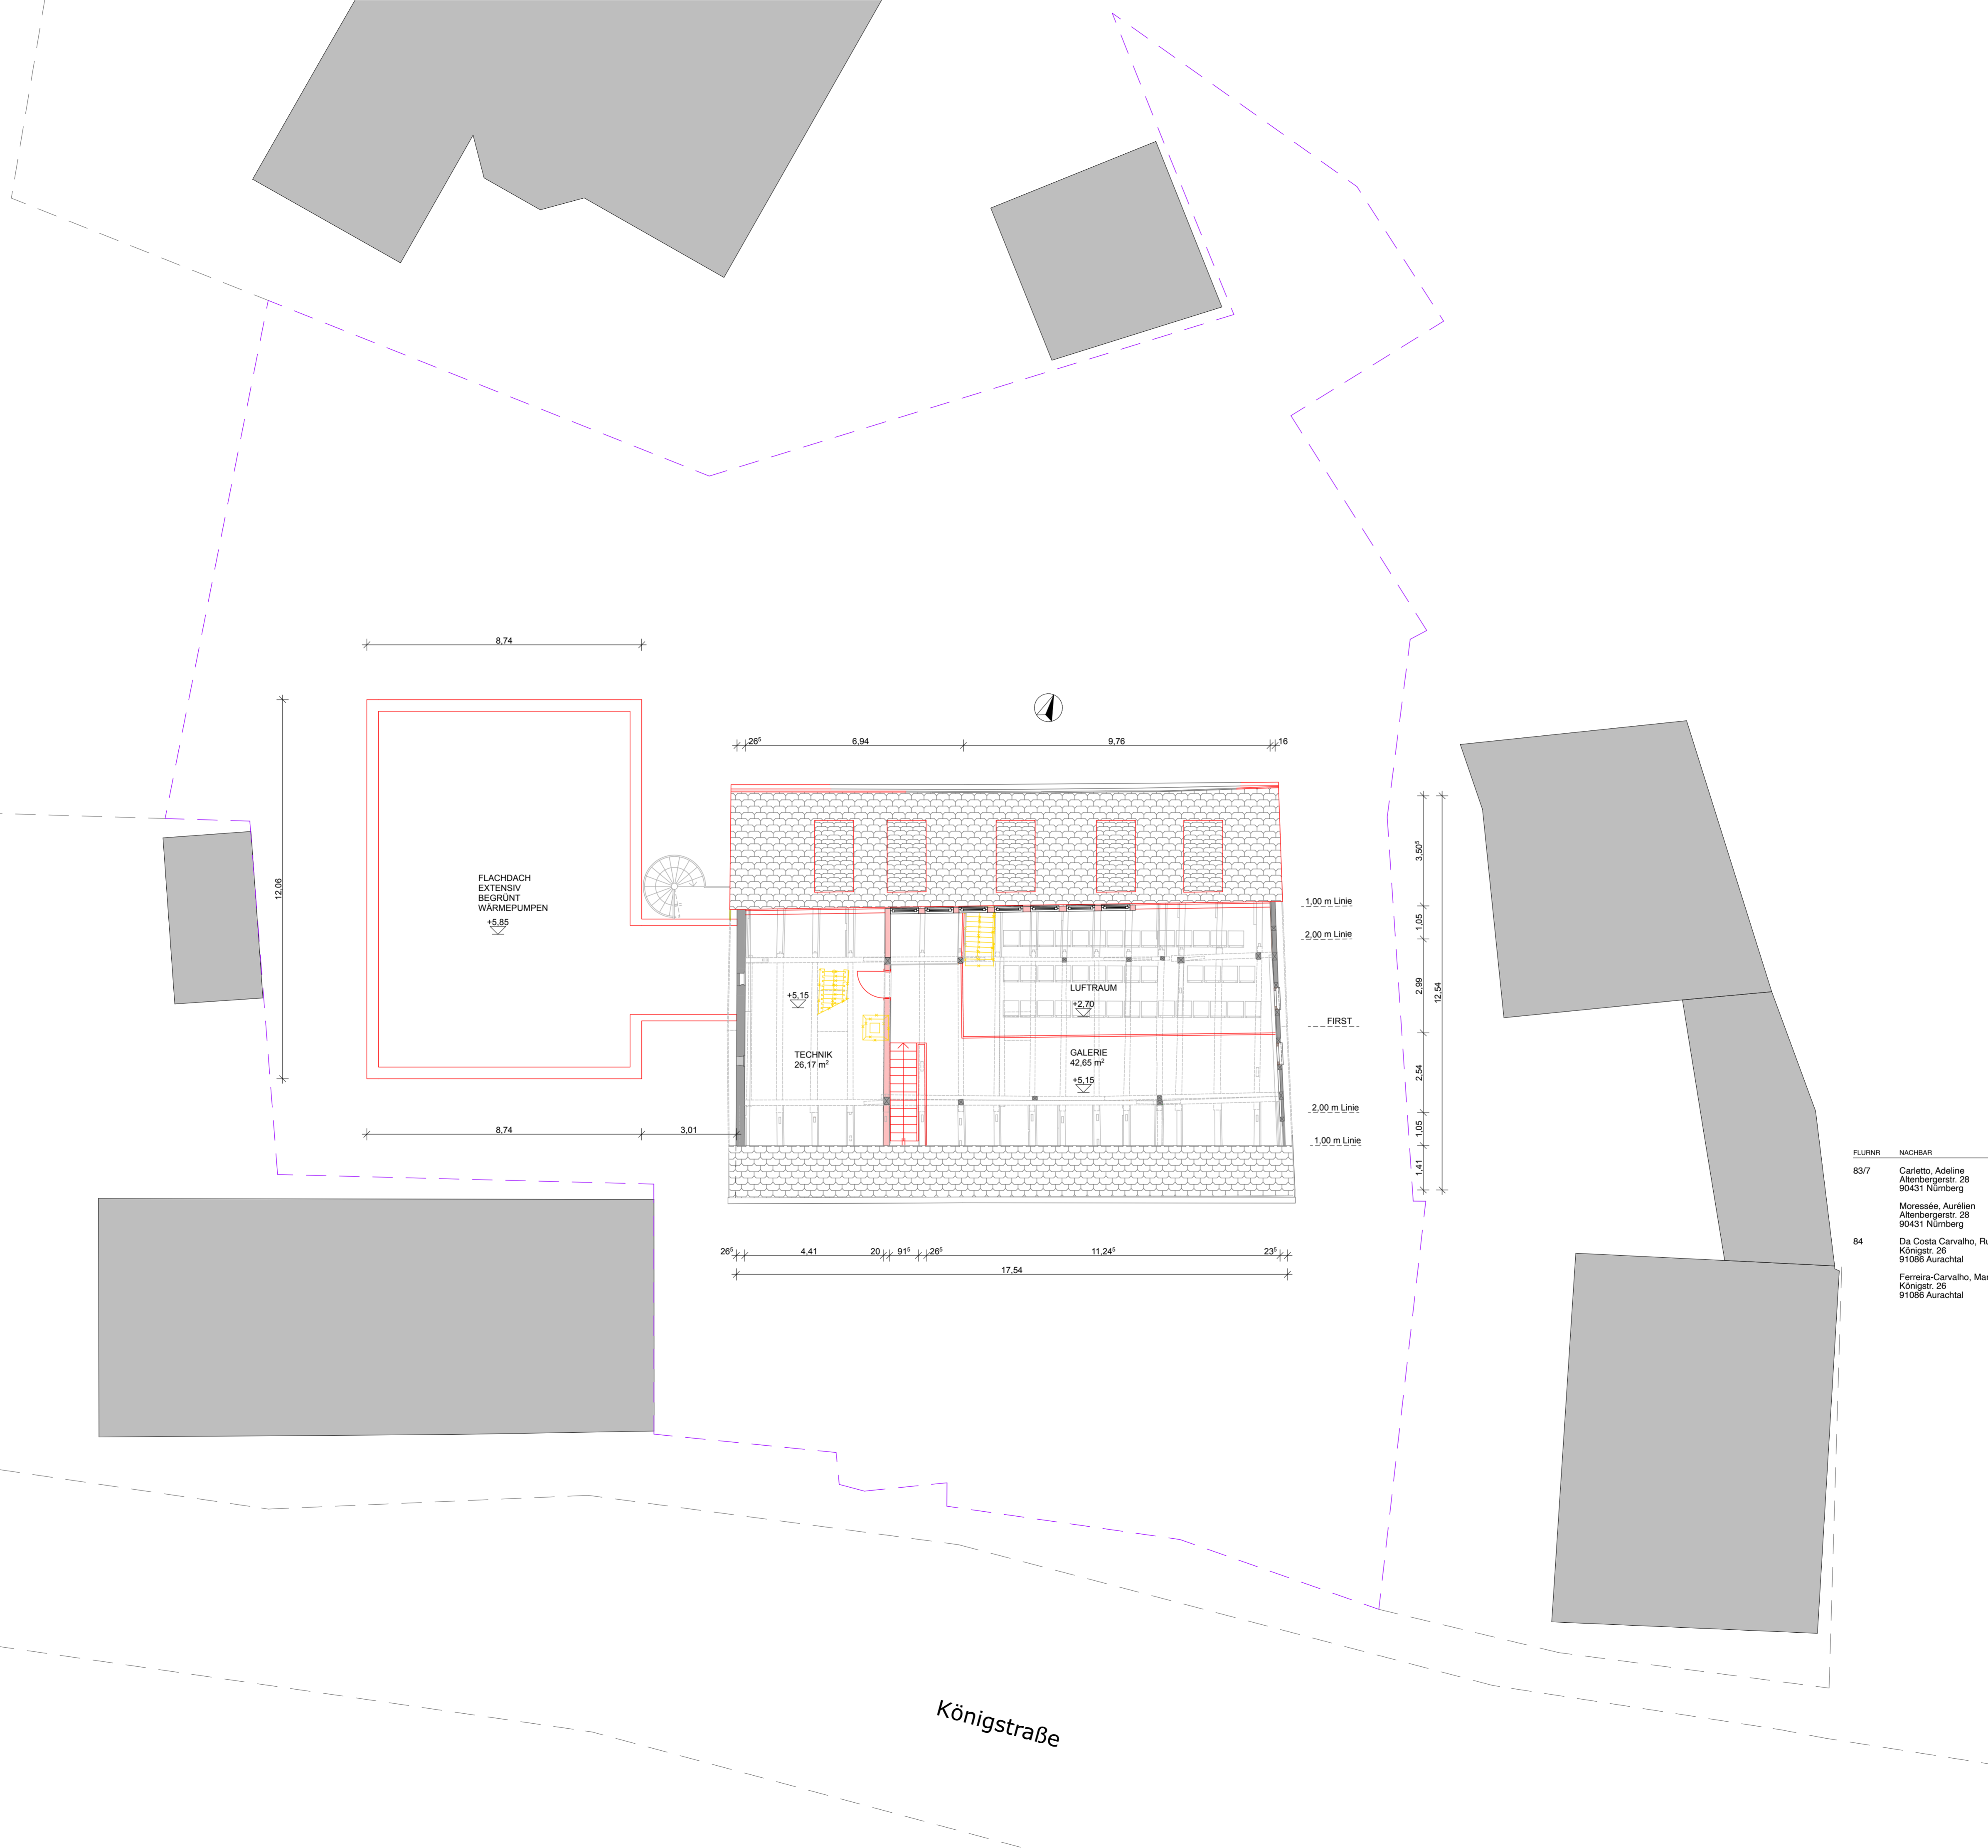 8,74
26⁵
6,94
9,76
16
FLACHDACH
EXTENSIV
BEGRÜNT
WÄRMEPUMPEN
+5,85
12,06
3,50⁵
1,00 m Linie
1,05
2,00 m Linie
2,99
12,54
LUFTRAUM
+2,70
+5,15
FIRST
TECHNIK
26,17 m²
GALERIE
42,65 m²
+5,15
2,54
2,00 m Linie
8,74
3,01
1,05
1,00 m Linie
1,41
26⁵
4,41
20
91⁵
26⁵
11,24⁵
23⁵
17,54
FLURNR NACHBAR
83/7 Carletto, Adeline
Altenbergerstr. 28
90431 Nürnberg
Moressée, Aurélien
Altenbergerstr. 28
90431 Nürnberg
84 Da Costa Carvalho,
Königstr. 26
91086 Aurachtal
Ferreira-Carvalho,
Königstr. 26
91086 Aurachtal
Königstraße